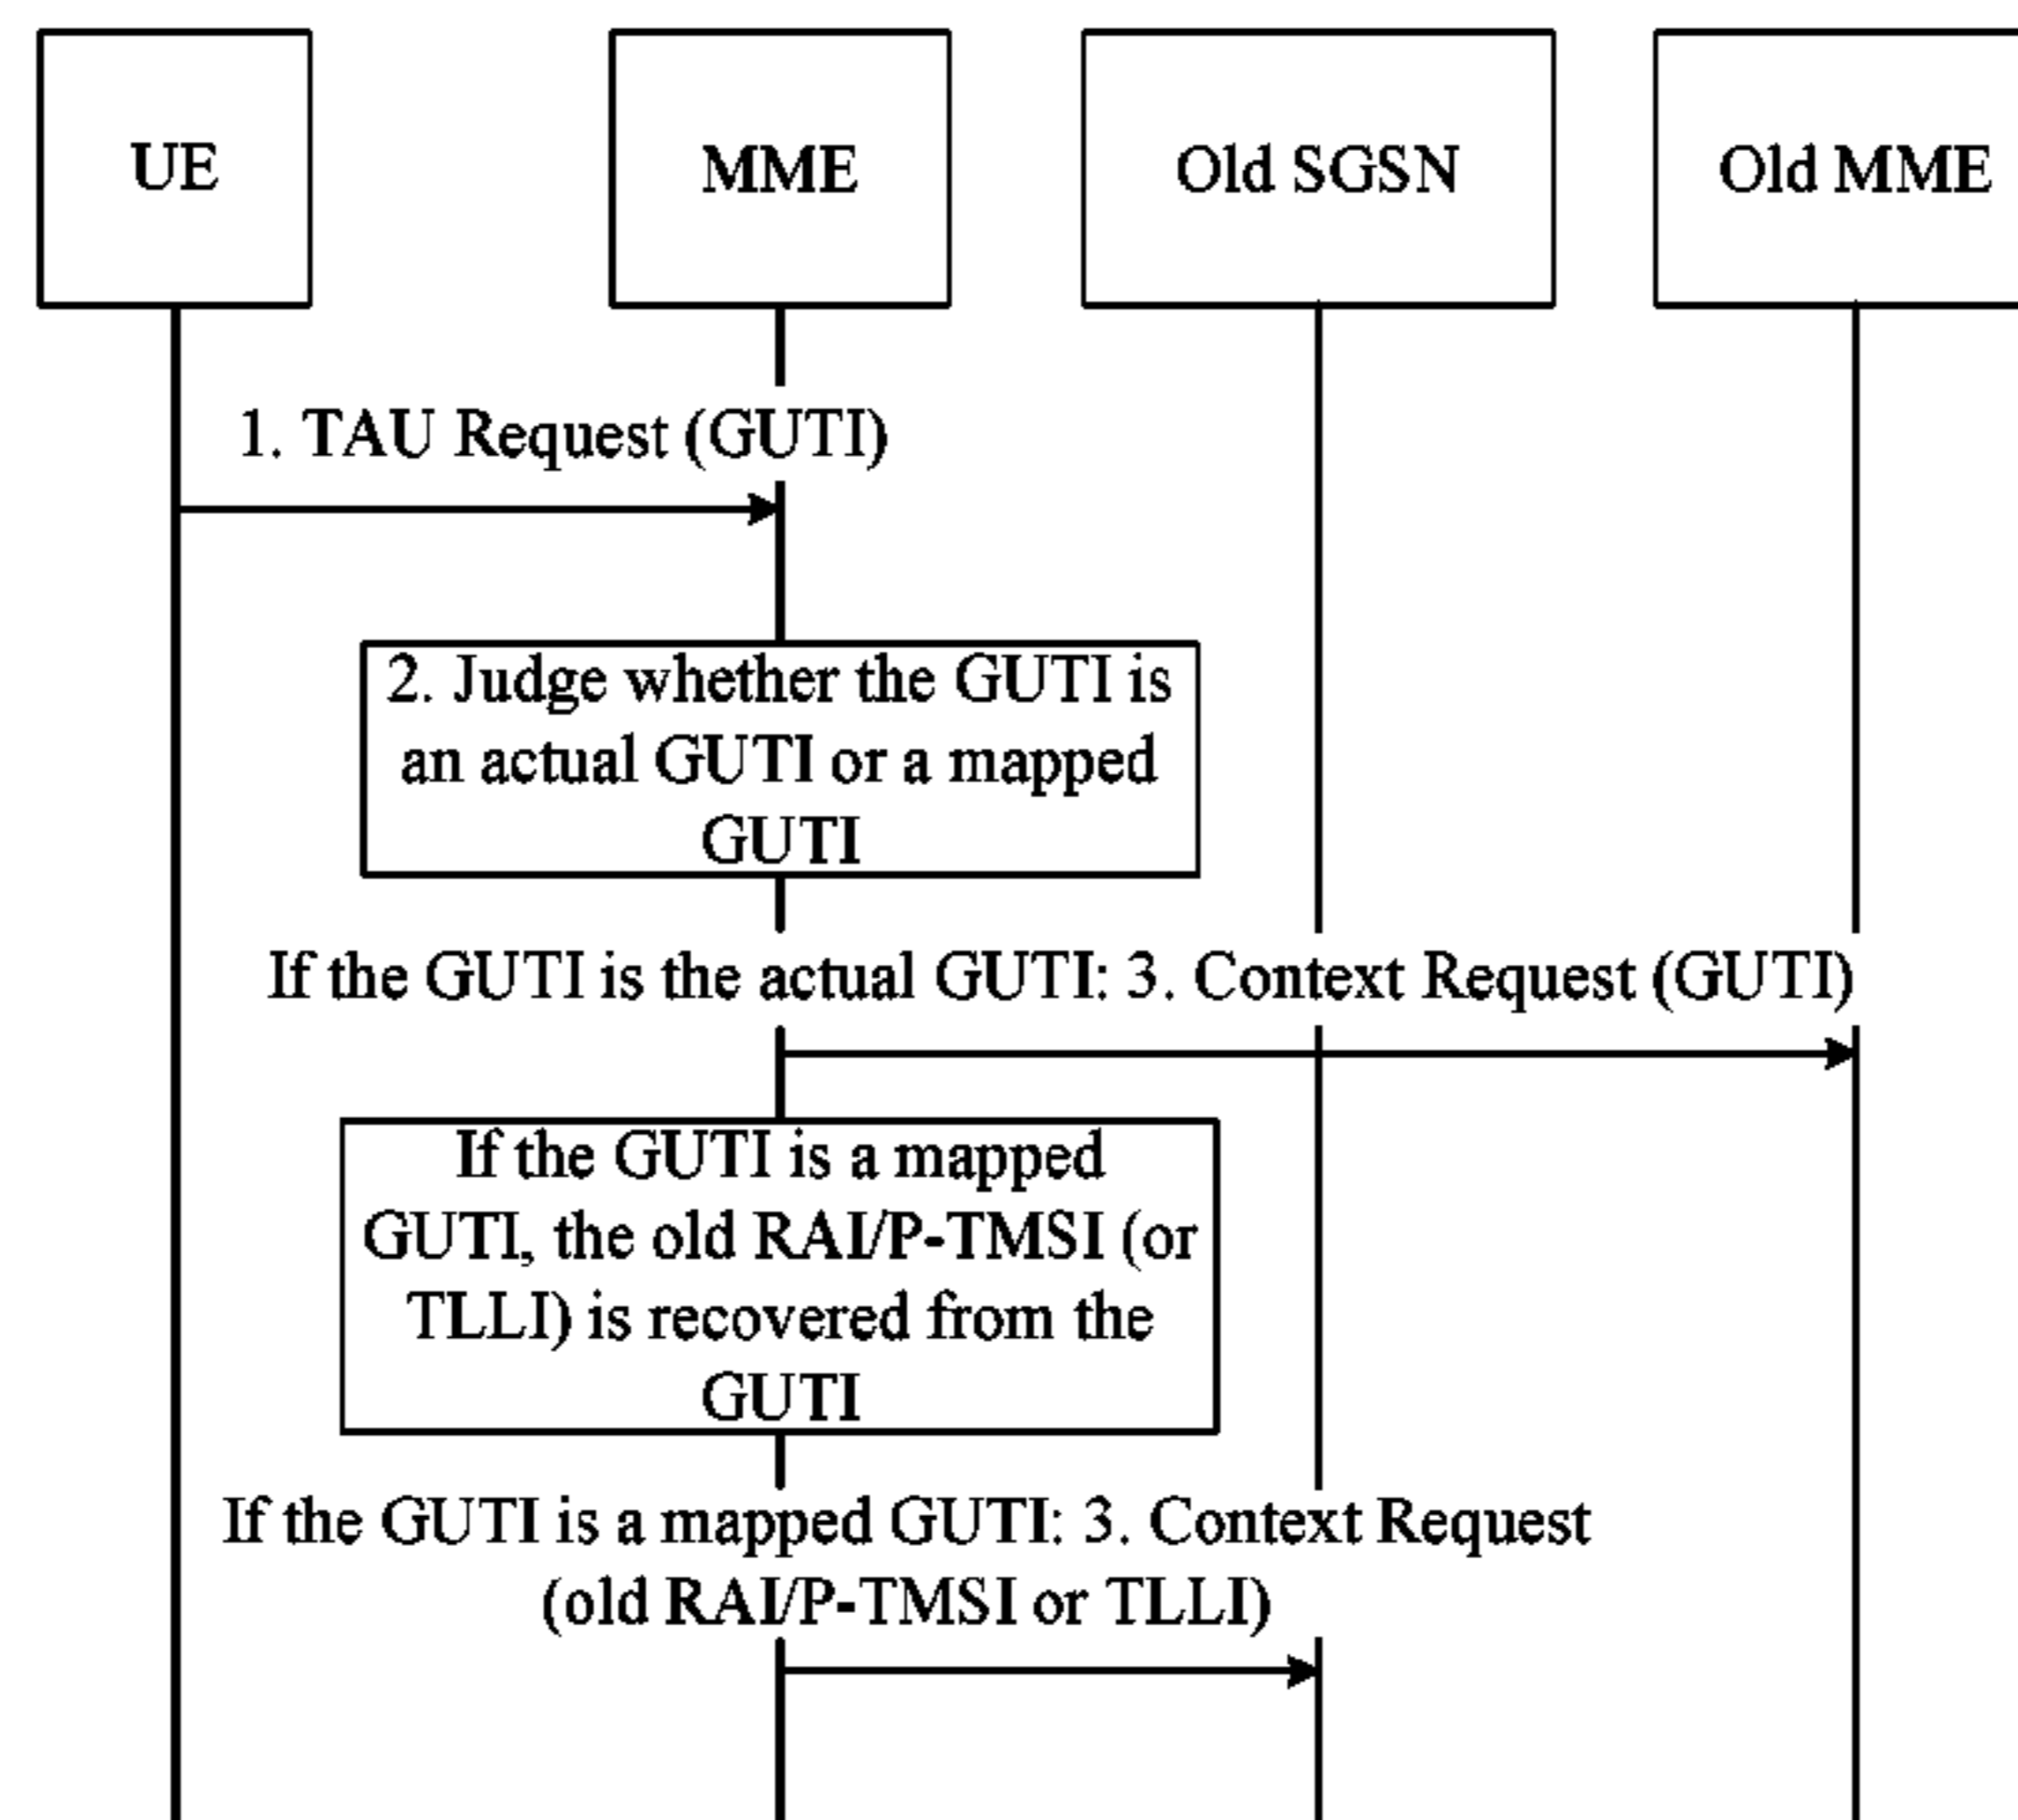 UE
MME
Old SGSN
Old MME
1. TAU Request (GUTI)
2. Judge whether the GUTI is
an actual GUTI or a mapped
GUTI
If the GUTI is the actual GUTI: 3. Context Request (GUTI)
If the GUTI is a mapped
GUTI, the old RAI/P-TMSI (or
TLLI) is recovered from the
GUTI
If the GUTI is a mapped GUTI: 3. Context Request
(old RAI/P-TMSI or TLLI)